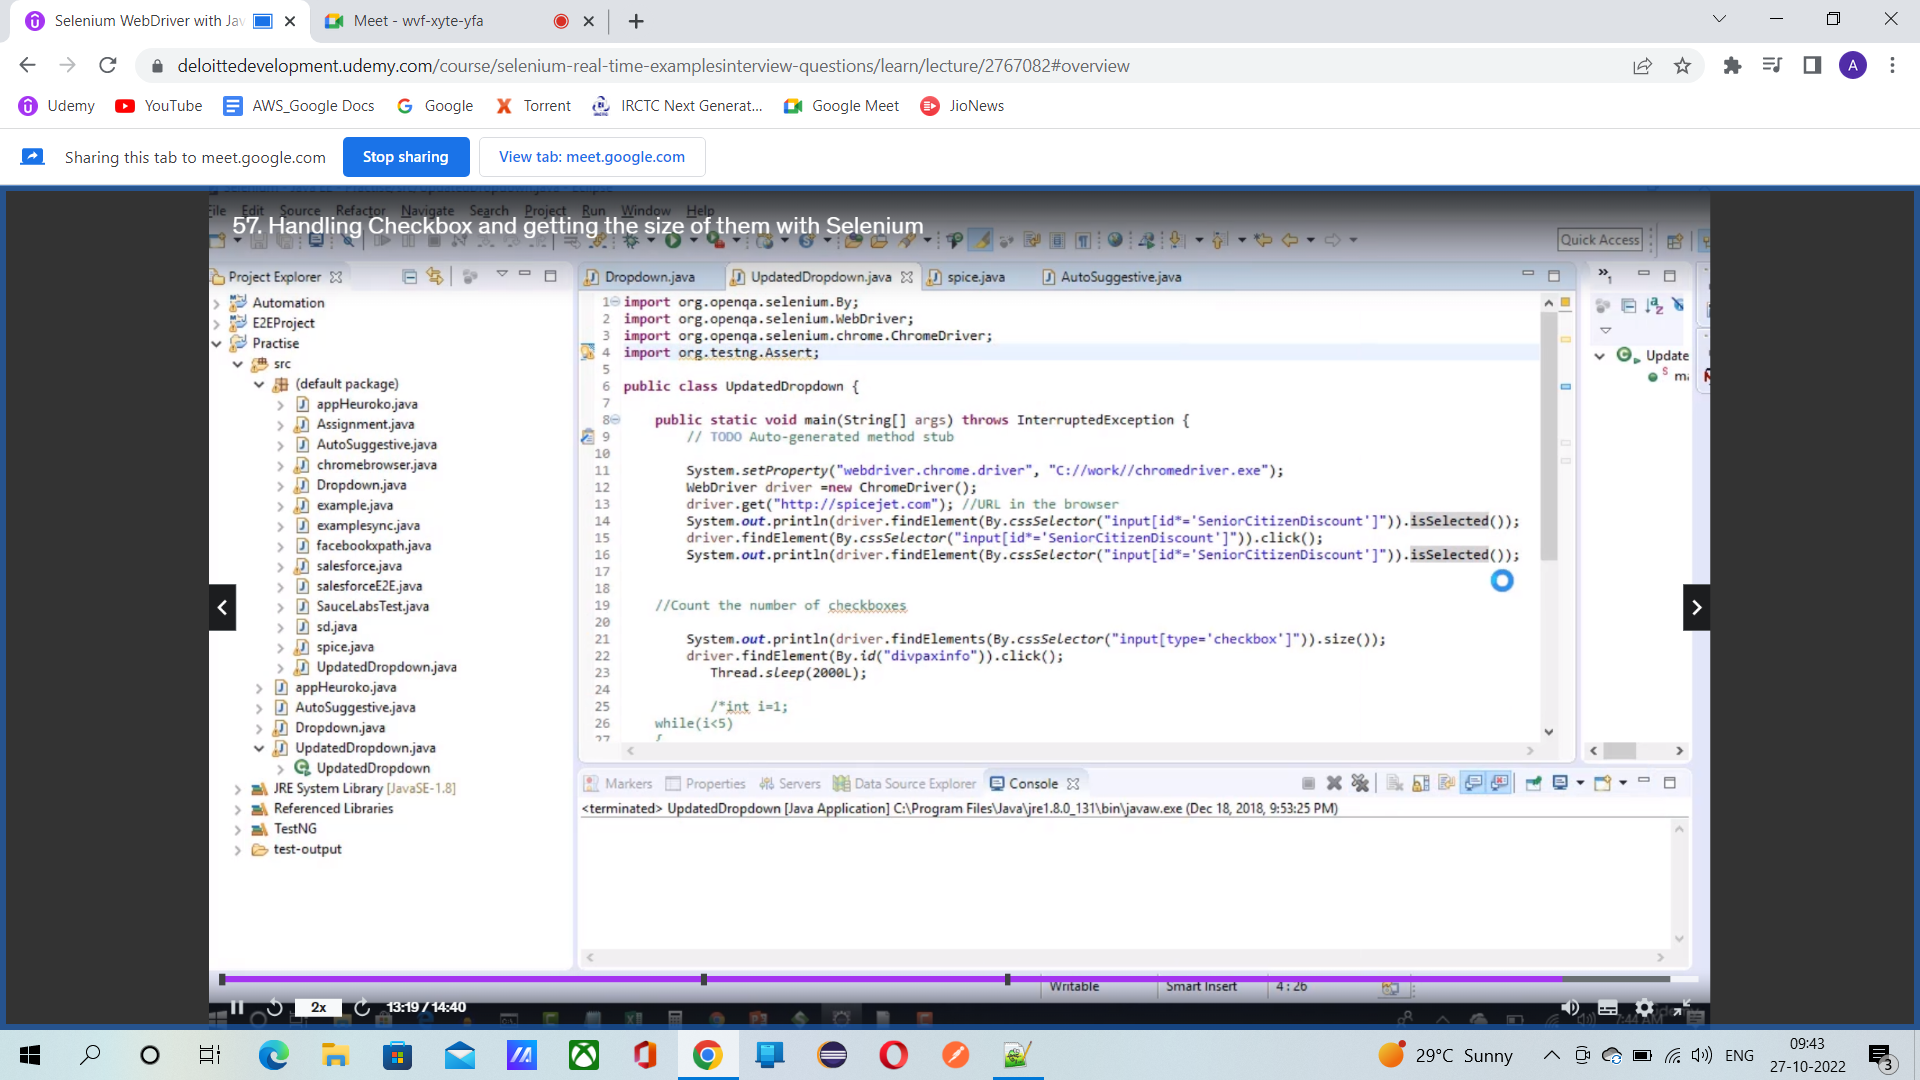 Selenium WebDriver with Jav
Meet - wvf-xyte-yfa
deloittedevelopment.udemy.com/course/selenium-real-time-examplesinterview-questions/learn/lecture/2767082#overview
A
Udemy
YouTube
AWS_Google Docs
Google
Torrent
IRCTC Next Generat...
Google Meet
JioNews
Sharing this tab to meet.google.com
Stop sharing
View tab: meet.google.com
File Edit Source Refactor Navigate Search Project Run Window Help
57. Handling Checkbox and getting the size of them with Selenium
Quick Access
Project Explorer
Automation
E2EProject
Practise
src
(default package)
appHeuroko.java
Assignment.java
AutoSuggestive.java
chromebrowser.java
Dropdown.java
example.java
examplesync.java
facebookxpath.java
salesforce.java
salesforceE2E.java
SauceLabsTest.java
sd.java
spice.java
UpdatedDropdown.java
appHeuroko.java
AutoSuggestive.java
Dropdown.java
UpdatedDropdown.java
UpdatedDropdown
JRE System Library [JavaSE-1.8]
Referenced Libraries
TestNG
test-output
Dropdown.java
UpdatedDropdown.java
spice.java
AutoSuggestive.java
1 import org.openqa.selenium.By;
2 import org.openqa.selenium.WebDriver;
3 import org.openqa.selenium.chrome.ChromeDriver;
4 import org.testng.Assert;
5
6 public class UpdatedDropdown {
7
8 public static void main(String[] args) throws InterruptedException {
9 // TODO Auto-generated method stub
10
11 System.setProperty("webdriver.chrome.driver", "C://work//chromedriver.exe");
12 WebDriver driver =new ChromeDriver();
13 driver.get("http://spicejet.com"); //URL in the browser
14 System.out.println(driver.findElement(By.cssSelector("input[id*='SeniorCitizenDiscount']")).isSelected());
15 driver.findElement(By.cssSelector("input[id*='SeniorCitizenDiscount']")).click();
16 System.out.println(driver.findElement(By.cssSelector("input[id*='SeniorCitizenDiscount']")).isSelected());
17
18
19 //Count the number of checkboxes
20
21 System.out.println(driver.findElements(By.cssSelector("input[type='checkbox']")).size());
22 driver.findElement(By.id("divpaxinfo")).click();
23 Thread.sleep(2000L);
24
25 /*int i=1;
26 while(i<5)
27 {
Update
Markers
Properties
Servers
Data Source Explorer
Console
<terminated> UpdatedDropdown [Java Application] C:\Program Files\Java\jre1.8.0_131\bin\javaw.exe (Dec 18, 2018, 9:53:25 PM)
Writable
Smart Insert
4 : 26
2x
13:19 / 14:40
29°C Sunny
ENG
09:43
27-10-2022
3